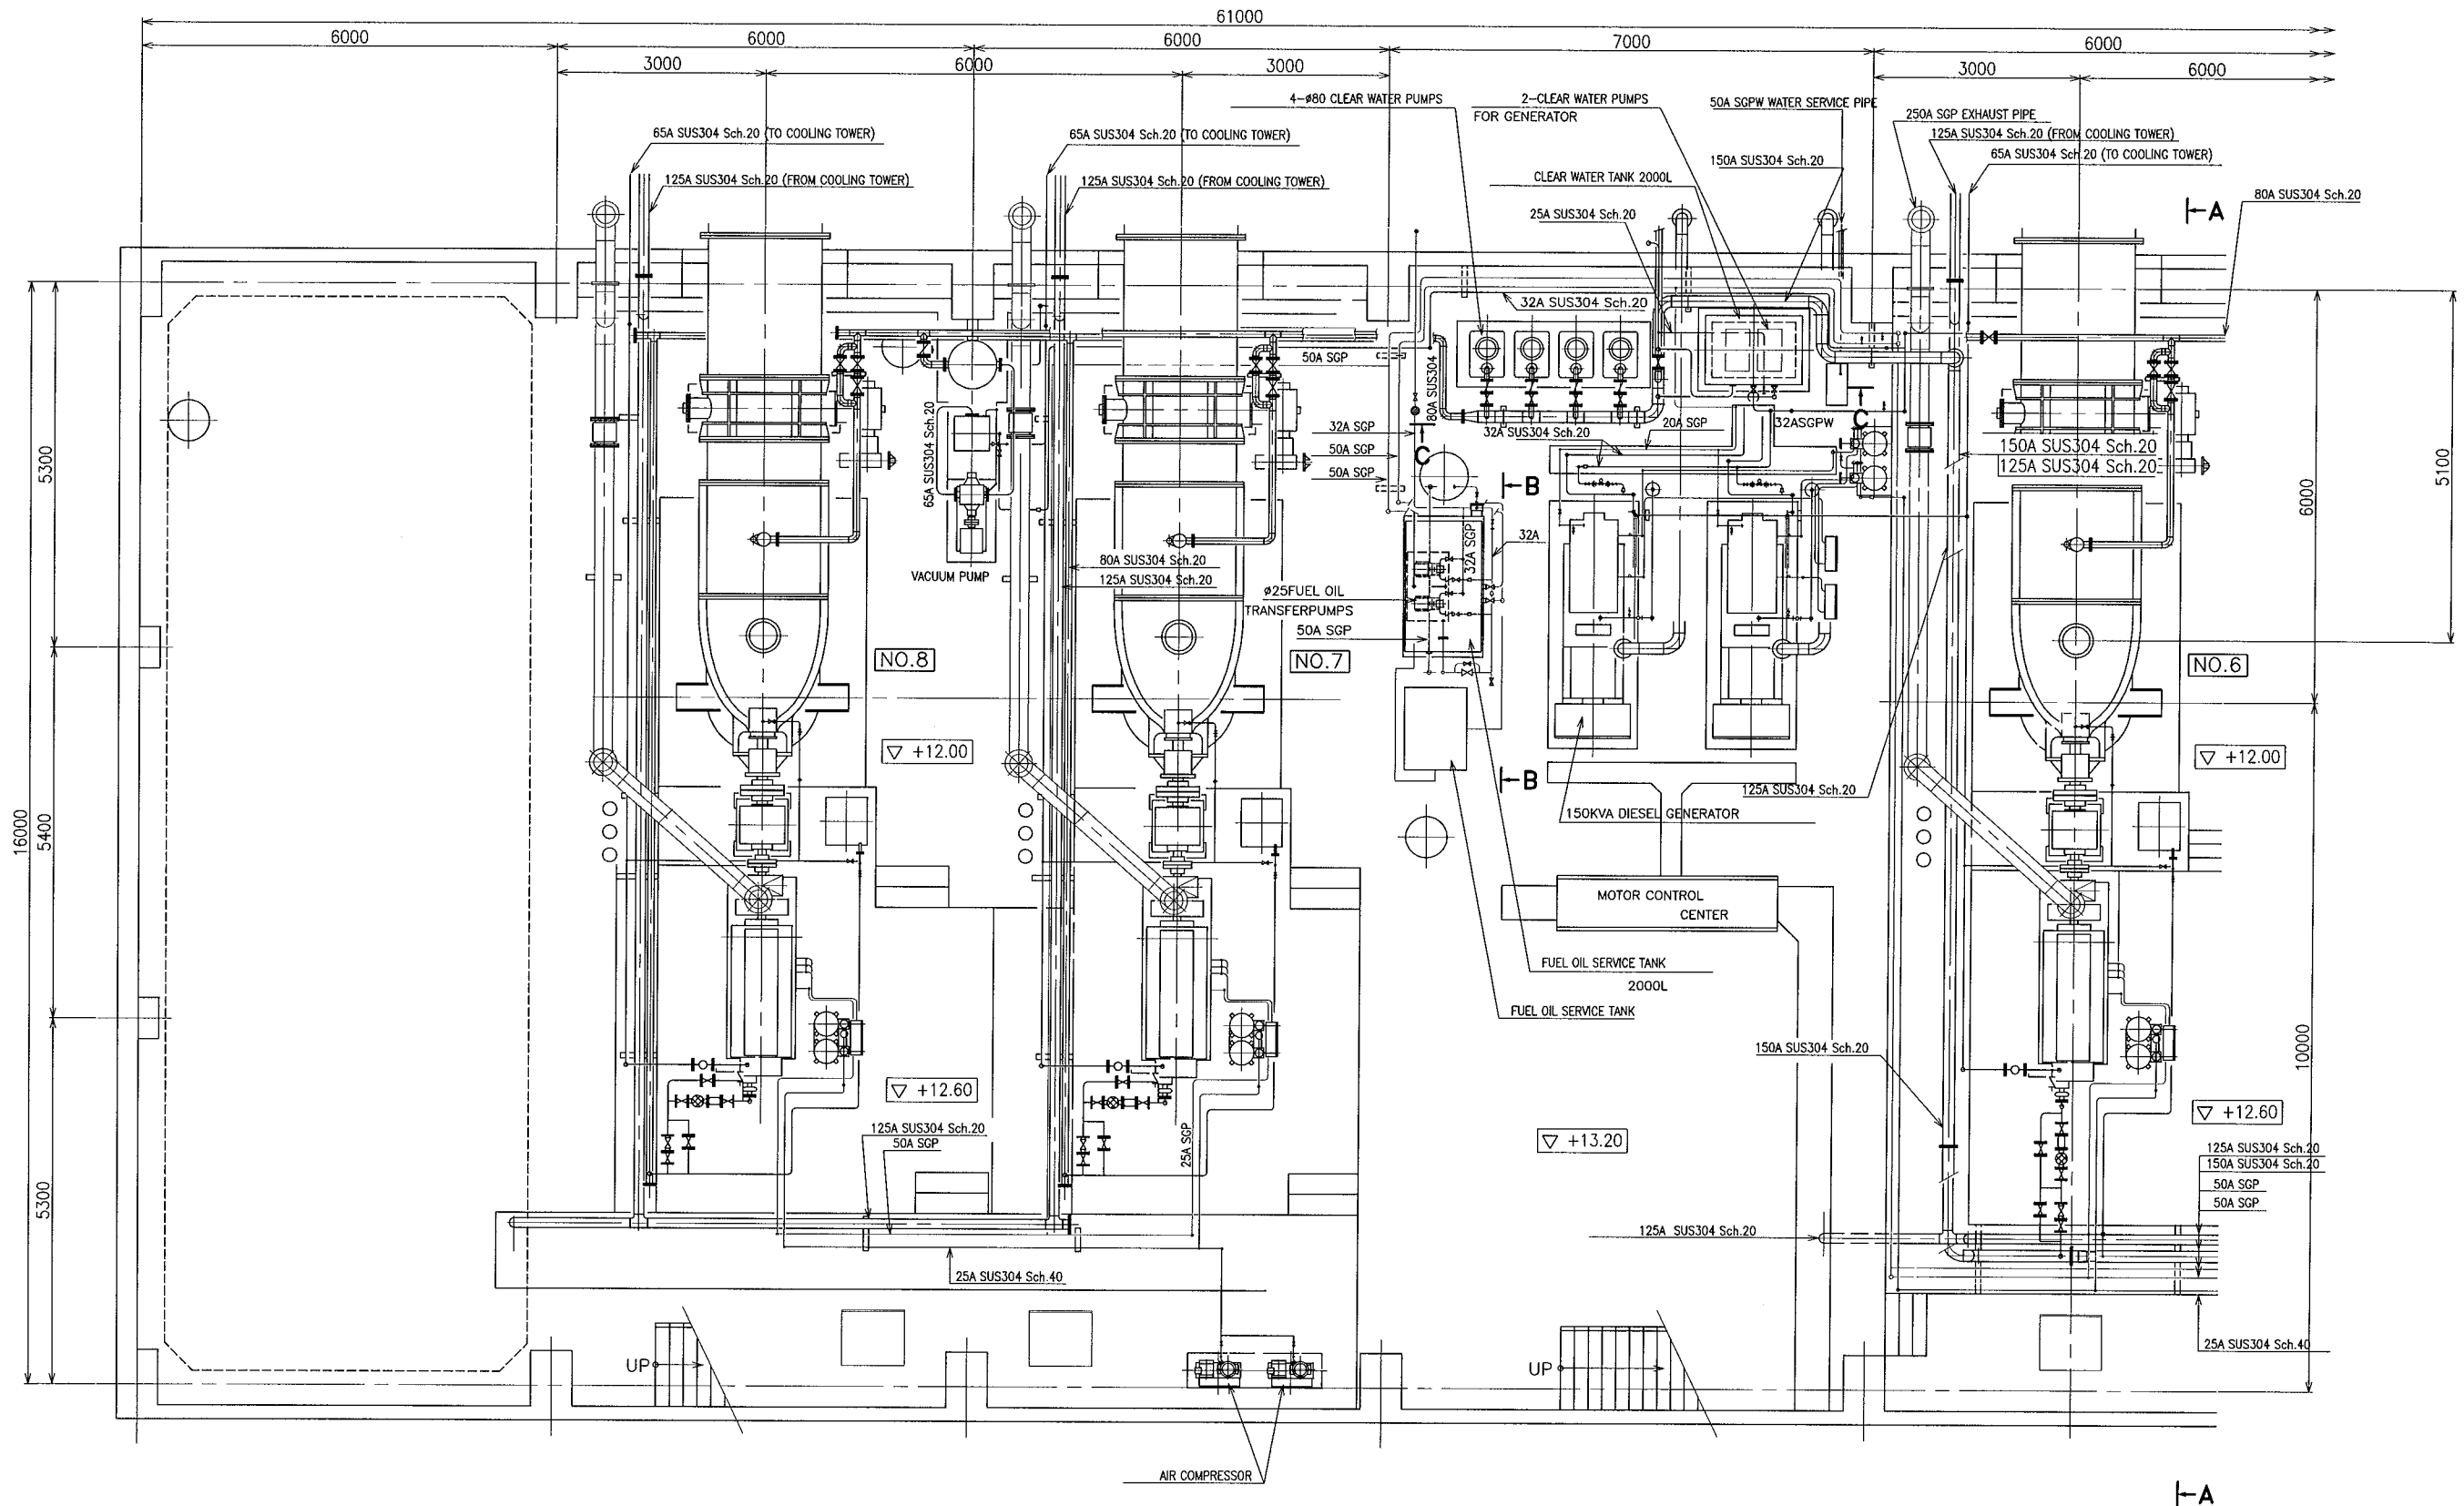 61000
6000
6000
6000
7000
6000
3000
6000
3000
3000
6000
4-ø80 CLEAR WATER PUMPS
2-CLEAR WATER PUMPS
FOR GENERATOR
50A SGPW WATER SERVICE PIPE
250A SGP EXHAUST PIPE
65A SUS304 Sch.20 (TO COOLING TOWER)
65A SUS304 Sch.20 (TO COOLING TOWER)
125A SUS304 Sch.20 (FROM COOLING TOWER)
65A SUS304 Sch.20 (TO COOLING TOWER)
150A SUS304 Sch.20
125A SUS304 Sch.20 (FROM COOLING TOWER)
125A SUS304 Sch.20 (FROM COOLING TOWER)
CLEAR WATER TANK 2000L
80A SUS304 Sch.20
A
25A SUS304 Sch.20
32A SUS304 Sch.20
50A SGP
80A SUS304
65A SUS304 Sch.20
32A SGP
32A SUS304 Sch.20
20A SGP
32ASGPW
C
C
50A SGP
50A SGP
150A SUS304 Sch.20
125A SUS304 Sch.20
B
5300
6000
5100
32A SGP
32A
80A SUS304 Sch.20
VACUUM PUMP
125A SUS304 Sch.20
ø25FUEL OIL
TRANSFERPUMPS
50A SGP
NO.8
NO.7
NO.6
▽ +12.00
▽ +12.00
B
125A SUS304 Sch.20
150KVA DIESEL GENERATOR
16000
5400
MOTOR CONTROL
CENTER
FUEL OIL SERVICE TANK
2000L
FUEL OIL SERVICE TANK
150A SUS304 Sch.20
10000
▽ +12.60
▽ +12.60
125A SUS304 Sch.20
50A SGP
25A SGP
▽ +13.20
125A SUS304 Sch.20
150A SUS304 Sch.20
50A SGP
50A SGP
5300
125A SUS304 Sch.20
25A SUS304 Sch.40
25A SUS304 Sch.40
UP
UP
AIR COMPRESSOR
A